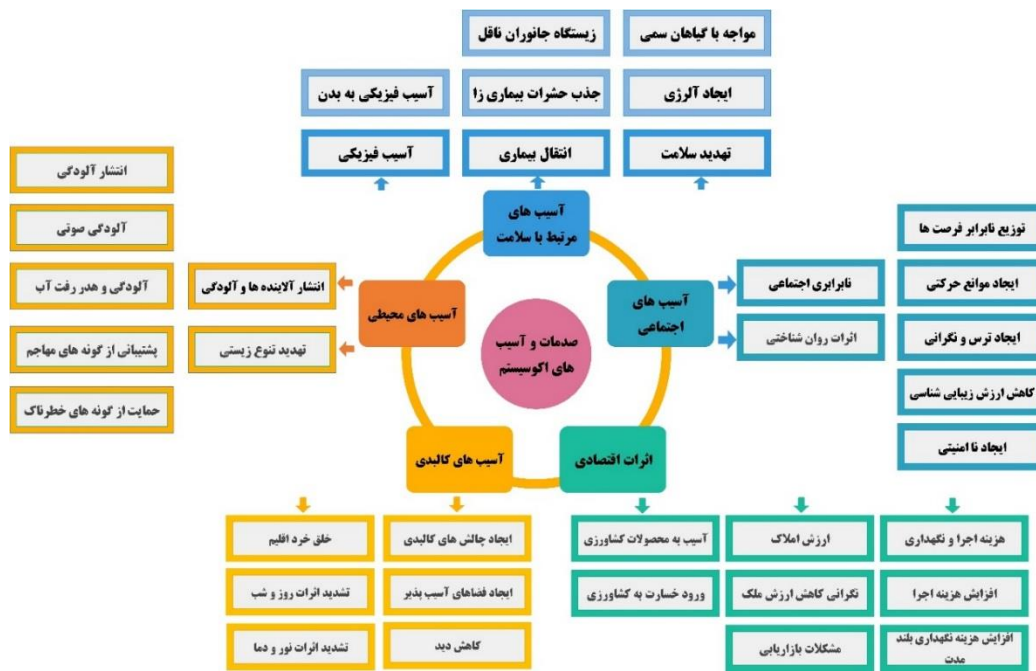 مواجه با گیاهان سمی
زیستگاه جانوران ناقل
ایجاد آلرژی
جذب حشرات بیماری زا
آسیب فیزیکی به بدن
تهدید سلامت
انتقال بیماری
آسیب فیزیکی
آسیب های
مرتبط با سلامت
توزیع نابرابر فرصت ها
ایجاد موانع حرکتی
ایجاد ترس و نگرانی
کاهش ارزش زیبایی شناسی
ایجاد نا امنیتی
نابرابری اجتماعی
اثرات روان شناختی
آسیب های
اجتماعی
صدمات و آسیب
های اکوسیستم
آسیب های محیطی
انتشار آلاینده ها و آلودگی
تهدید تنوع زیستی
انتشار آلودگی
آلودگی صوتی
آلودگی و هدر رفت آب
پشتیبانی از گونه های مهاجم
حمایت از گونه های خطرناک
اثرات اقتصادی
آسیب های کالبدی
هزینه اجرا و نگهداری
ارزش املاک
آسیب به محصولات کشاورزی
افزایش هزینه اجرا
نگرانی کاهش ارزش ملک
ورود خسارت به کشاورزی
افزایش هزینه نگهداری بلند
مدت
مشکلات بازاریابی
ایجاد چالش های کالبدی
خلق خرد اقلیم
ایجاد فضاهای آسیب پذیر
تشدید اثرات روز و شب
کاهش دید
تشدید اثرات نور و دما